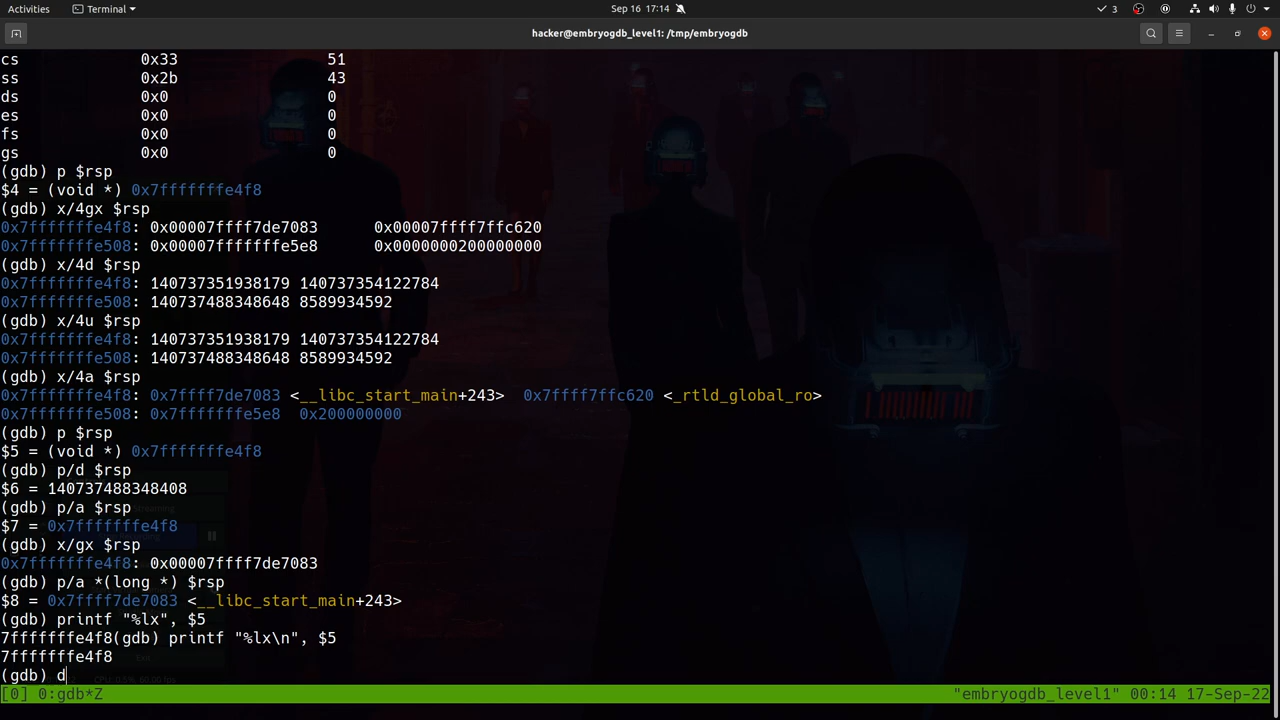 Activities Terminal Sep 16 17:14 3
hacker@embryogdb_level1: /tmp/embryogdb
cs 0x33 51
ss 0x2b 43
ds 0x0 0
es 0x0 0
fs 0x0 0
gs 0x0 0
(gdb) p $rsp
$4 = (void *) 0x7fffffffe4f8
(gdb) x/4gx $rsp
0x7fffffffe4f8: 0x00007ffff7de7083 0x00007ffff7ffc620
0x7fffffffe508: 0x00007fffffffe5e8 0x0000000200000000
(gdb) x/4d $rsp
0x7fffffffe4f8: 140737351938179 140737354122784
0x7fffffffe508: 140737488348648 8589934592
(gdb) x/4u $rsp
0x7fffffffe4f8: 140737351938179 140737354122784
0x7fffffffe508: 140737488348648 8589934592
(gdb) x/4a $rsp
0x7fffffffe4f8: 0x7ffff7de7083 <__libc_start_main+243> 0x7ffff7ffc620 <_rtld_global_ro>
0x7fffffffe508: 0x7fffffffe5e8 0x200000000
(gdb) p $rsp
$5 = (void *) 0x7fffffffe4f8
(gdb) p/d $rsp
$6 = 140737488348408
(gdb) p/a $rsp
$7 = 0x7fffffffe4f8
(gdb) x/gx $rsp
0x7fffffffe4f8: 0x00007ffff7de7083
(gdb) p/a *(long *) $rsp
$8 = 0x7ffff7de7083 <__libc_start_main+243>
(gdb) printf "%lx", $5
7fffffffe4f8(gdb) printf "%lx\n", $5
7fffffffe4f8
(gdb) d
[0] 0:gdb*Z "embryogdb_level1" 00:14 17-Sep-22